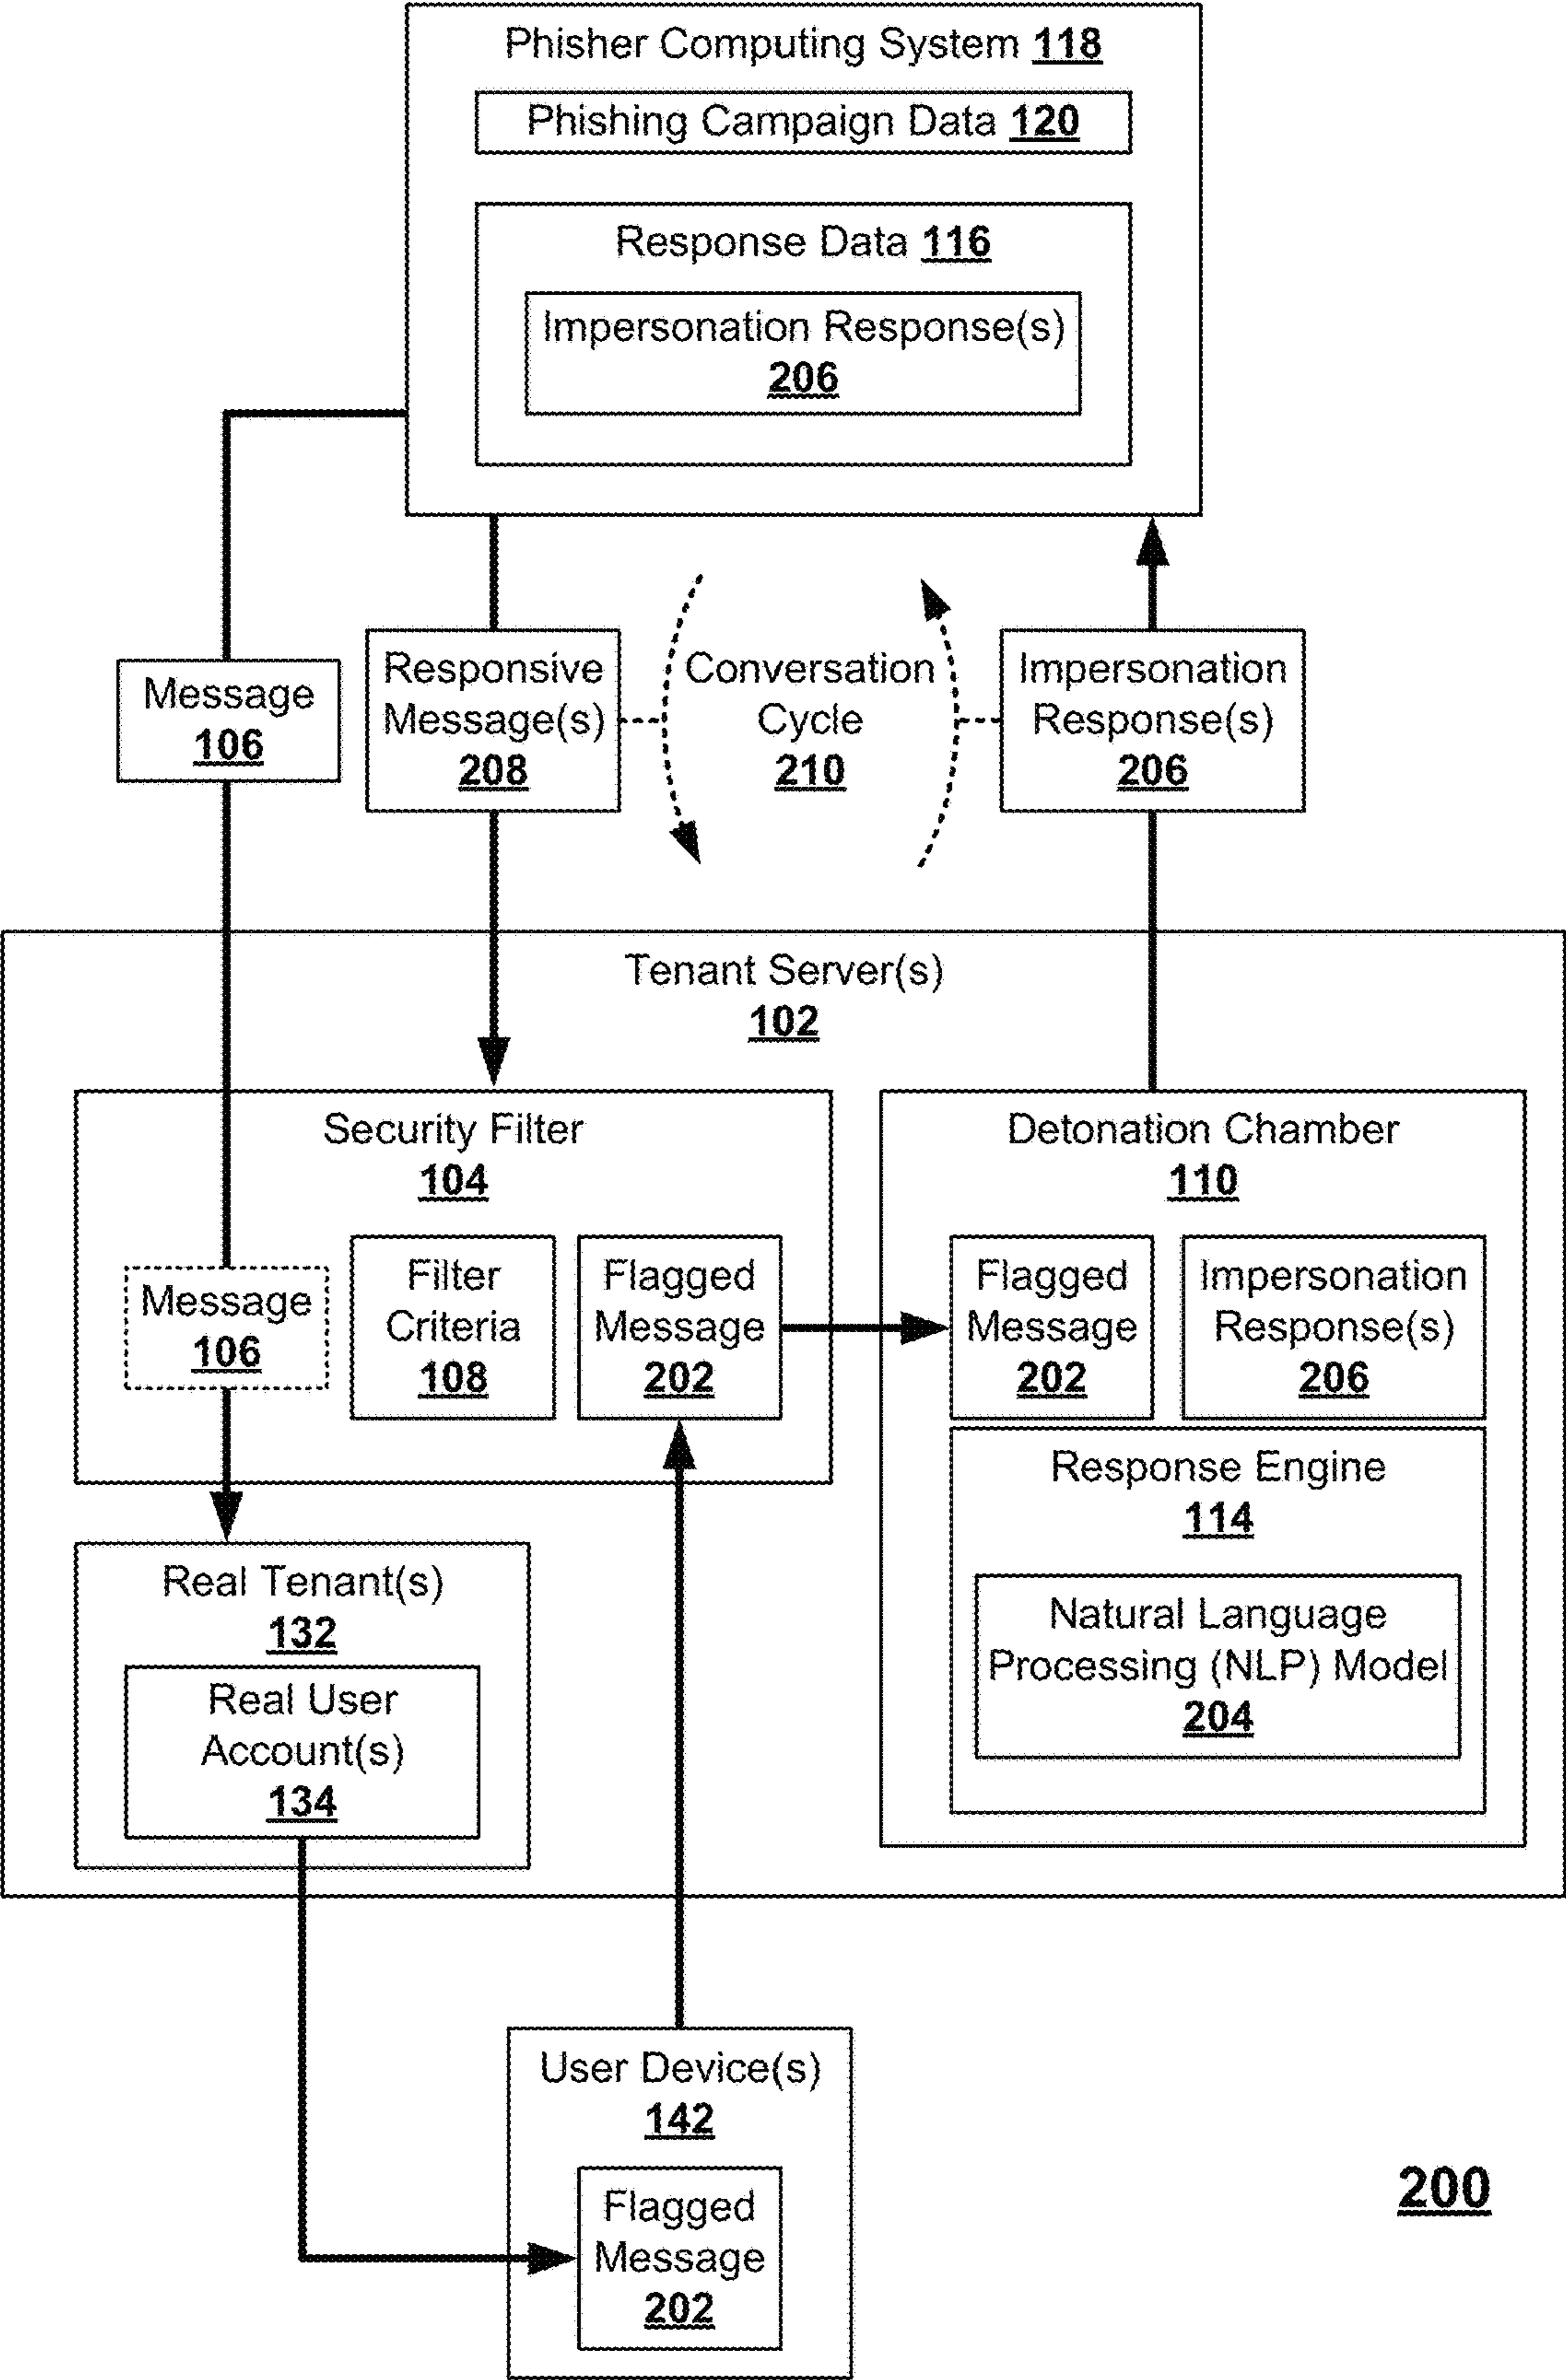 Phisher Computing System 118
Phishing Campaign Data 120
Response Data 116
Impersonation Response(s)
206
Message
106
Responsive
Message(s)
208
Conversation
Cycle
210
Impersonation
Response(s)
206
Tenant Server(s)
102
Security Filter
104
Message
106
Filter
Criteria
108
Flagged
Message
202
Detonation Chamber
110
Flagged
Message
202
Impersonation
Response(s)
206
Response Engine
114
Natural Language
Processing (NLP) Model
204
Real Tenant(s)
132
Real User
Account(s)
134
User Device(s)
142
Flagged
Message
202
200